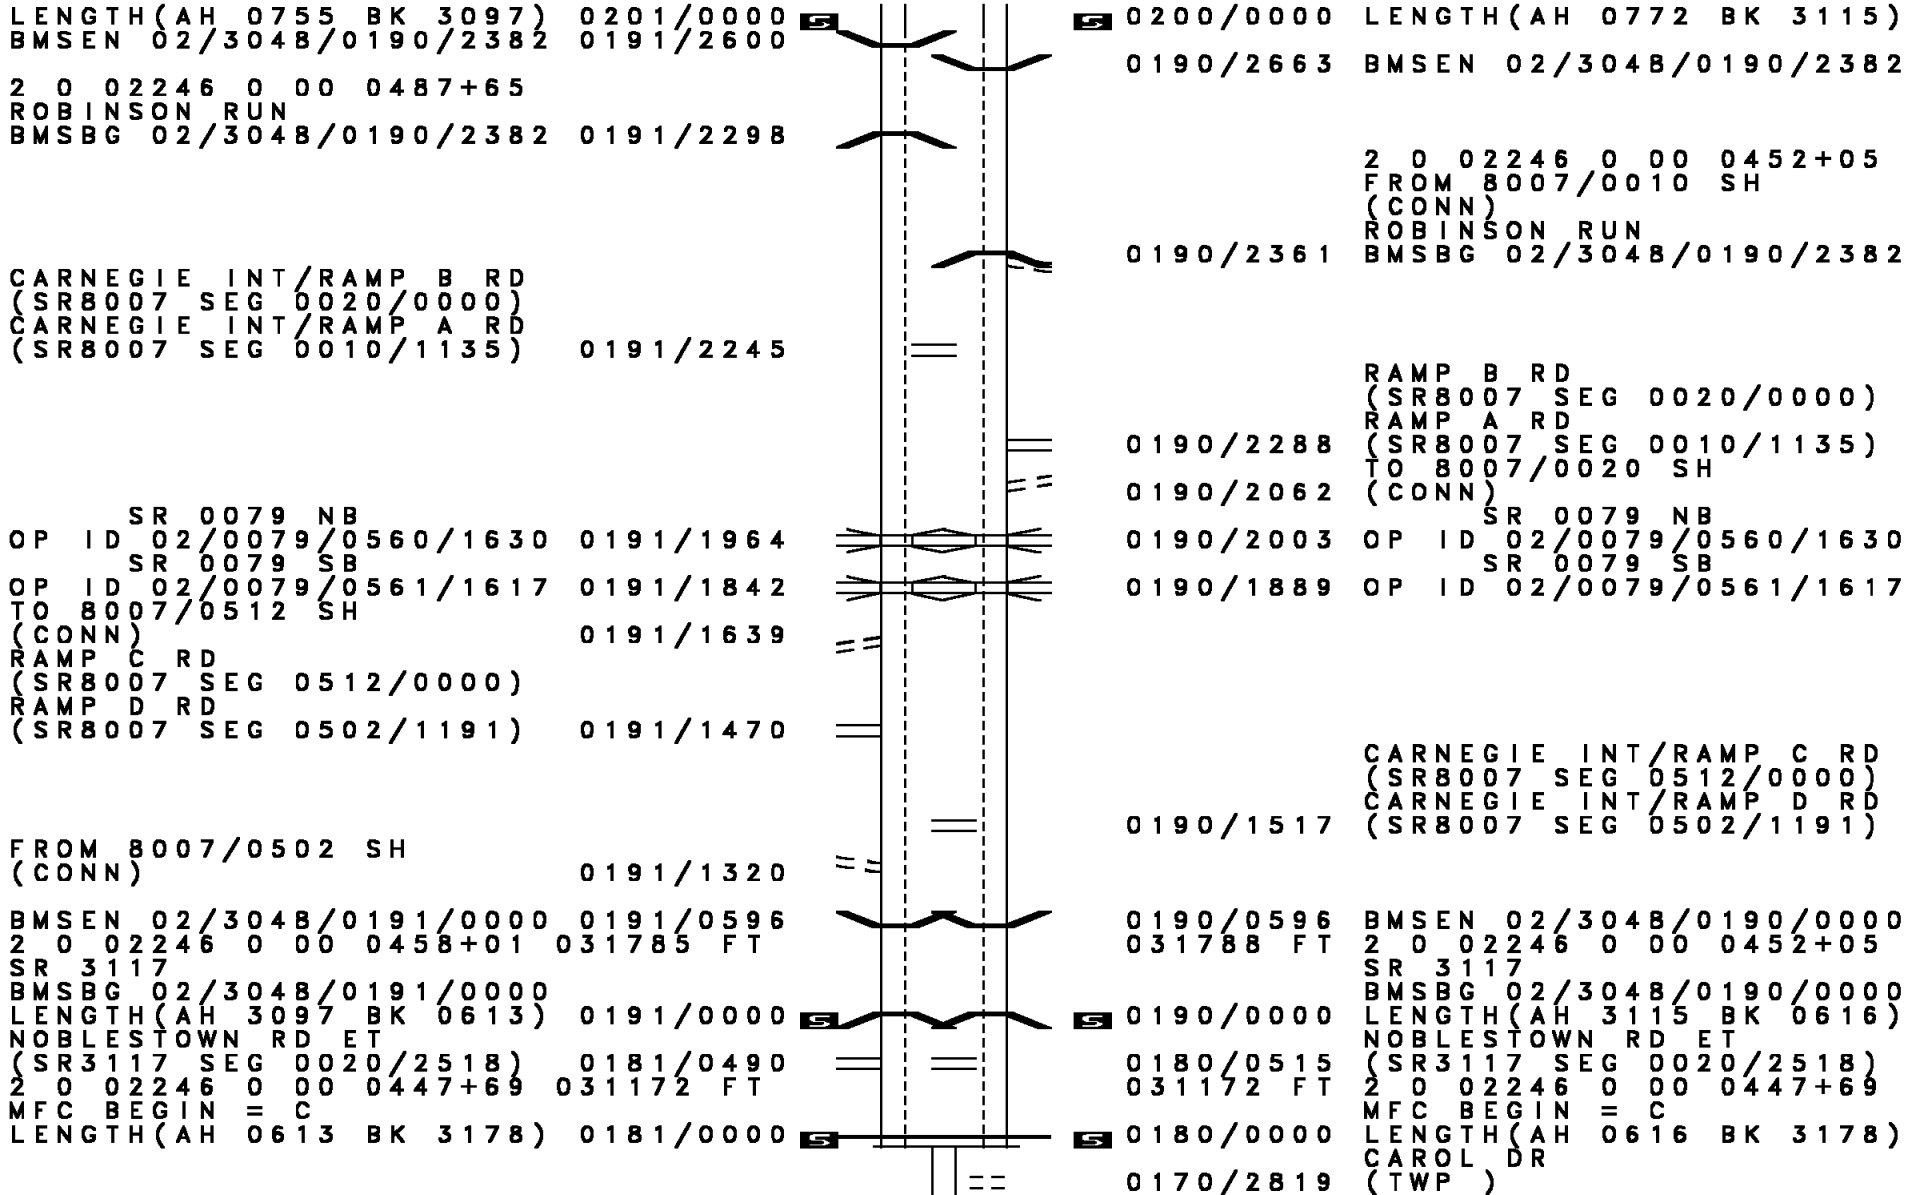 LENGTH(AH 0755 BK 3097) 0201/0000 S
BMSEN 02/3048/0190/2382 0191/2600
2 0 02246 0 00 0487+65
ROBINSON RUN
BMSBG 02/3048/0190/2382 0191/2298
CARNEGIE INT/RAMP B RD
(SR8007 SEG 0020/0000)
CARNEGIE INT/RAMP A RD
(SR8007 SEG 0010/1135) 0191/2245
SR 0079 NB
OP ID 02/0079/0560/1630 0191/1964
SR 0079 SB
OP ID 02/0079/0561/1617 0191/1842
TO 8007/0512 SH
(CONN) 0191/1639
RAMP C RD
(SR8007 SEG 0512/0000)
RAMP D RD
(SR8007 SEG 0502/1191) 0191/1470
FROM 8007/0502 SH
(CONN) 0191/1320
BMSEN 02/3048/0191/0000 0191/0596
2 0 02246 0 00 0458+01 031785 FT
SR 3117
BMSBG 02/3048/0191/0000
LENGTH(AH 3097 BK 0613) 0191/0000 S
NOBLESTOWN RD ET
(SR3117 SEG 0020/2518) 0181/0490
2 0 02246 0 00 0447+69 031172 FT
MFC BEGIN = C
LENGTH(AH 0613 BK 3178) 0181/0000 S
S 0200/0000 LENGTH(AH 0772 BK 3115)
0190/2663 BMSEN 02/3048/0190/2382
2 0 02246 0 00 0452+05
FROM 8007/0010 SH
(CONN)
ROBINSON RUN
0190/2361 BMSBG 02/3048/0190/2382
RAMP B RD
(SR8007 SEG 0020/0000)
RAMP A RD
0190/2288 (SR8007 SEG 0010/1135)
TO 8007/0020 SH
0190/2062 (CONN)
SR 0079 NB
0190/2003 OP ID 02/0079/0560/1630
SR 0079 SB
0190/1889 OP ID 02/0079/0561/1617
CARNEGIE INT/RAMP C RD
(SR8007 SEG 0512/0000)
CARNEGIE INT/RAMP D RD
0190/1517 (SR8007 SEG 0502/1191)
0190/0596 BMSEN 02/3048/0190/0000
031788 FT 2 0 02246 0 00 0452+05
SR 3117
BMSBG 02/3048/0190/0000
S 0190/0000 LENGTH(AH 3115 BK 0616)
NOBLESTOWN RD ET
0180/0515 (SR3117 SEG 0020/2518)
031172 FT 2 0 02246 0 00 0447+69
MFC BEGIN = C
S 0180/0000 LENGTH(AH 0616 BK 3178)
CAROL DR
0170/2819 (TWP )